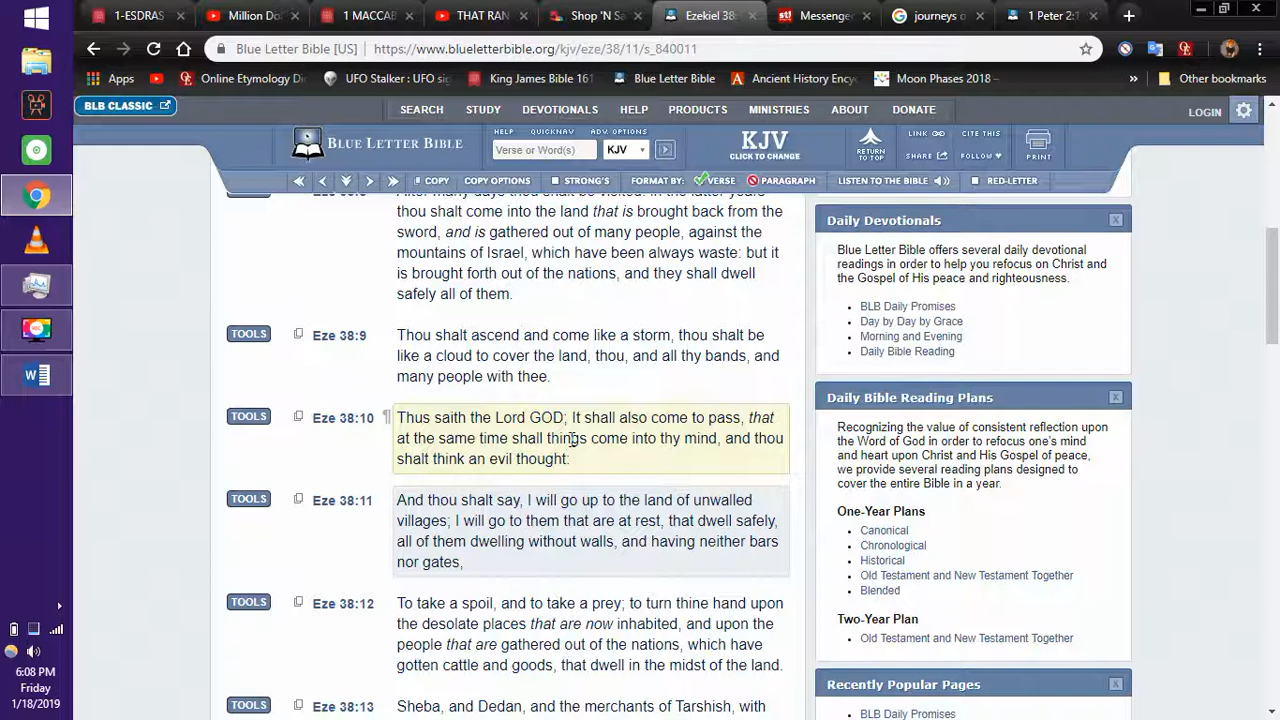 1-ESDRAS
Million Dol
1 MACCAB
THAT RAN
Shop 'N Sa
Ezekiel 38:
Messenger
journeys o
1 Peter 2:1
Blue Letter Bible [US]
https://www.blueletterbible.org/kjv/eze/38/11/s_840011
Apps
Online Etymology Di
UFO Stalker : UFO si
King James Bible 161
Blue Letter Bible
Ancient History Ency
Moon Phases 2018 –
»
Other bookmarks
BLB CLASSIC
SEARCH
STUDY
DEVOTIONALS
HELP
PRODUCTS
MINISTRIES
ABOUT
DONATE
LOGIN
BLUE LETTER BIBLE
HELP
QUICKNAV
ADV. OPTIONS
Verse or Word(s)
KJV
KJV
CLICK TO CHANGE
RETURN
TO TOP
LINK
CITE THIS
SHARE
FOLLOW
PRINT
COPY
COPY OPTIONS
STRONG'S
FORMAT BY:
VERSE
PARAGRAPH
LISTEN TO THE BIBLE
RED-LETTER
thou shalt come into the land that is brought back from the
sword, and is gathered out of many people, against the
mountains of Israel, which have been always waste: but it
is brought forth out of the nations, and they shall dwell
safely all of them.
TOOLS
Eze 38:9
Thou shalt ascend and come like a storm, thou shalt be
like a cloud to cover the land, thou, and all thy bands, and
many people with thee.
TOOLS
Eze 38:10
¶
Thus saith the Lord GOD; It shall also come to pass, that
at the same time shall things come into thy mind, and thou
shalt think an evil thought:
TOOLS
Eze 38:11
And thou shalt say, I will go up to the land of unwalled
villages; I will go to them that are at rest, that dwell safely,
all of them dwelling without walls, and having neither bars
nor gates,
TOOLS
Eze 38:12
To take a spoil, and to take a prey; to turn thine hand upon
the desolate places that are now inhabited, and upon the
people that are gathered out of the nations, which have
gotten cattle and goods, that dwell in the midst of the land.
TOOLS
Eze 38:13
Sheba, and Dedan, and the merchants of Tarshish, with
Daily Devotionals
Blue Letter Bible offers several daily devotional
readings in order to help you refocus on Christ and
the Gospel of His peace and righteousness.
BLB Daily Promises
Day by Day by Grace
Morning and Evening
Daily Bible Reading
Daily Bible Reading Plans
Recognizing the value of consistent reflection upon
the Word of God in order to refocus one's mind
and heart upon Christ and His Gospel of peace,
we provide several reading plans designed to
cover the entire Bible in a year.
One-Year Plans
Canonical
Chronological
Historical
Old Testament and New Testament Together
Blended
Two-Year Plan
Old Testament and New Testament Together
Recently Popular Pages
BLB Daily Promises
6:08 PM
Friday
1/18/2019